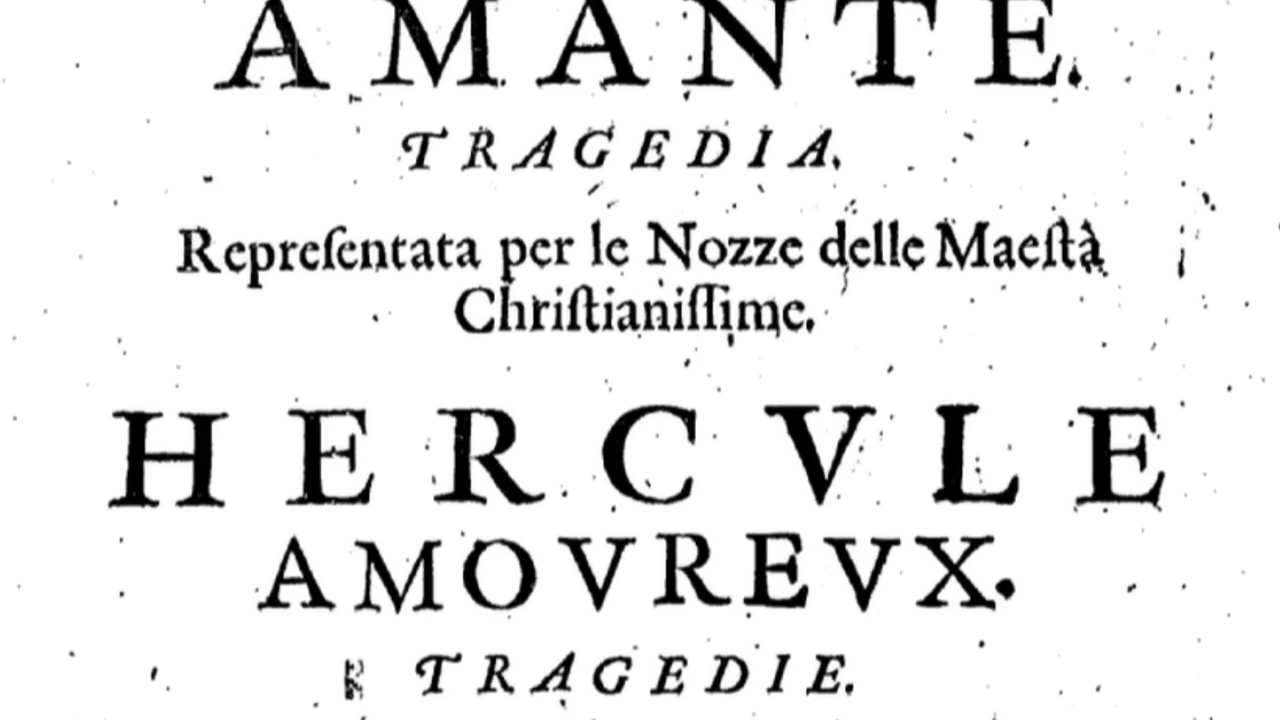 AMANTE.
TRAGEDIA.
Repreſentata per le Nozze delle Maeſtà
Chriſtianiſſime.
HERCVLE
AMOVREVX.
TRAGEDIE.